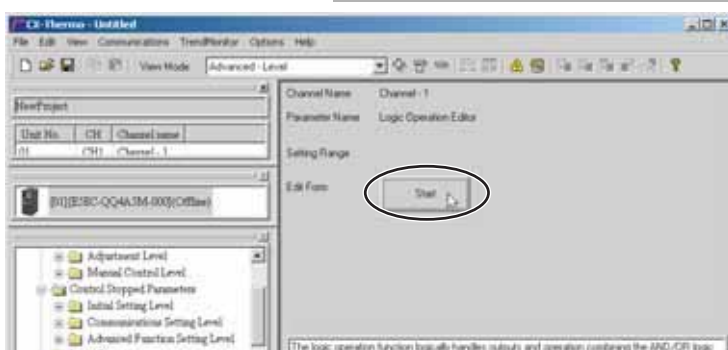 CX-Thermo - Untitled
File Edit View Communications TrendMonitor Options Help
View Mode Advanced - Level
NewProject
Unit No. CH Channel name
01 CH1 Channel - 1
Channel Name Channel - 1
Parameter Name Logic Operation Editor
Setting Range
Edit Form Start
Adjustment Level
Manual Control Level
Control Stopped Parameters
Initial Setting Level
Communications Setting Level
Advanced Function Setting Level
The logic operation function logically handles outputs and operation combining the AND/OR logic